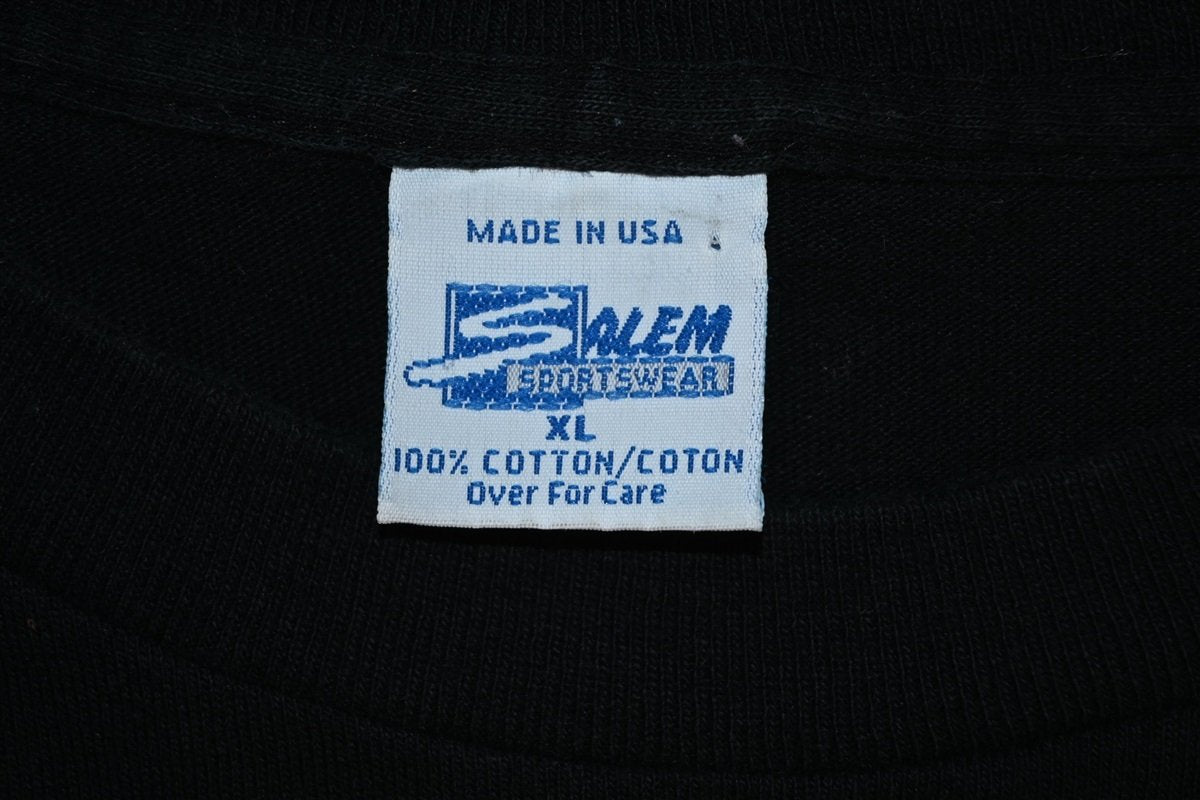 MADE IN USA
SALEM
SPORTSWEAR
XL
100% COTTON/COTON
Over For Care